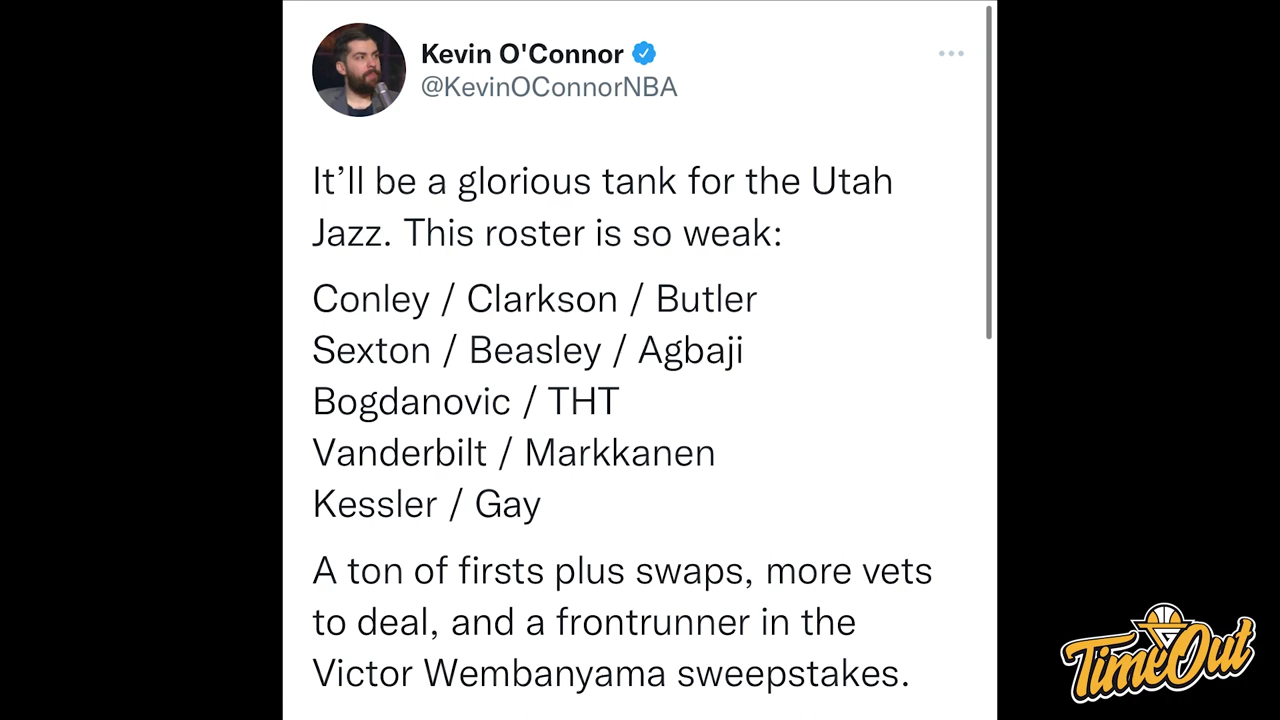 Kevin O'Connor
@KevinOConnorNBA
It’ll be a glorious tank for the Utah
Jazz. This roster is so weak:
Conley / Clarkson / Butler
Sexton / Beasley / Agbaji
Bogdanovic / THT
Vanderbilt / Markkanen
Kessler / Gay
A ton of firsts plus swaps, more vets
to deal, and a frontrunner in the
Victor Wembanyama sweepstakes.
TimeOut